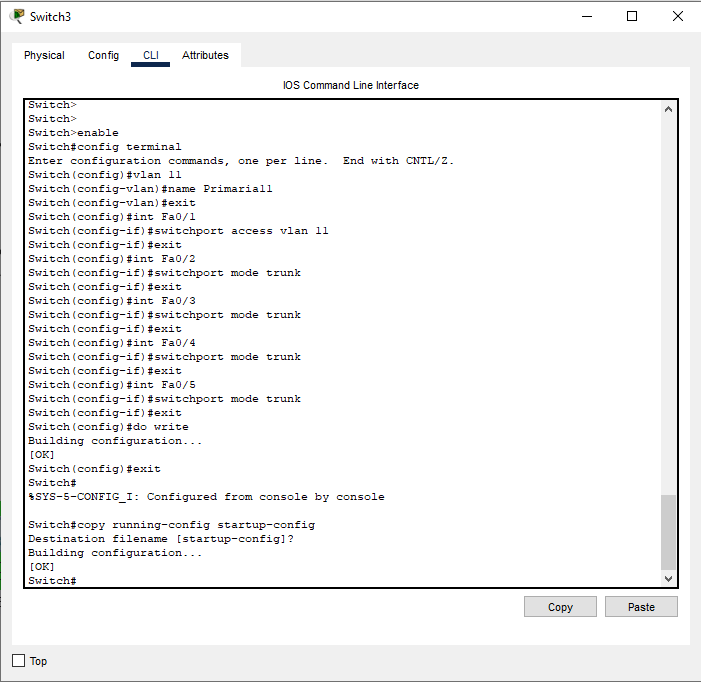 Switch3
Physical Config CLI Attributes
IOS Command Line Interface
Switch>
Switch>
Switch>enable
Switch#config terminal
Enter configuration commands, one per line.  End with CNTL/Z.
Switch(config)#vlan 11
Switch(config-vlan)#name Primaria11
Switch(config-vlan)#exit
Switch(config)#int Fa0/1
Switch(config-if)#switchport access vlan 11
Switch(config-if)#exit
Switch(config)#int Fa0/2
Switch(config-if)#switchport mode trunk
Switch(config-if)#exit
Switch(config)#int Fa0/3
Switch(config-if)#switchport mode trunk
Switch(config-if)#exit
Switch(config)#int Fa0/4
Switch(config-if)#switchport mode trunk
Switch(config-if)#exit
Switch(config)#int Fa0/5
Switch(config-if)#switchport mode trunk
Switch(config-if)#exit
Switch(config)#do write
Building configuration...
[OK]
Switch(config)#exit
Switch#
%SYS-5-CONFIG_I: Configured from console by console
Switch#copy running-config startup-config
Destination filename [startup-config]?
Building configuration...
[OK]
Switch#
Copy Paste
Top